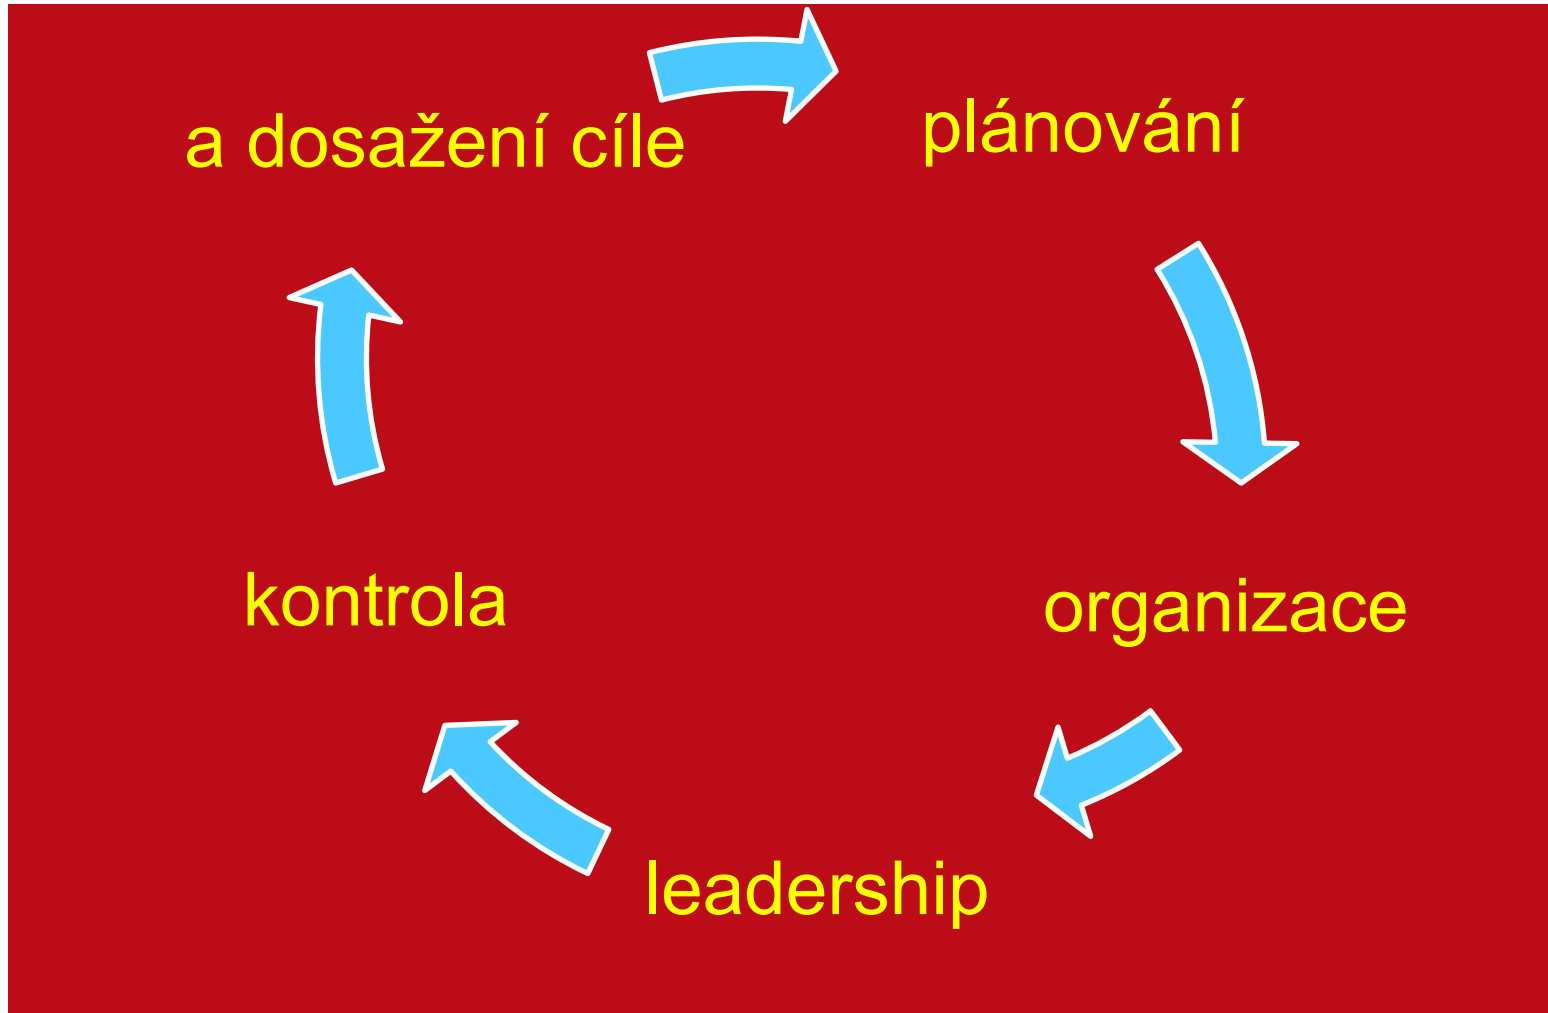 a dosažení cíle
plánování
kontrola
organizace
leadership